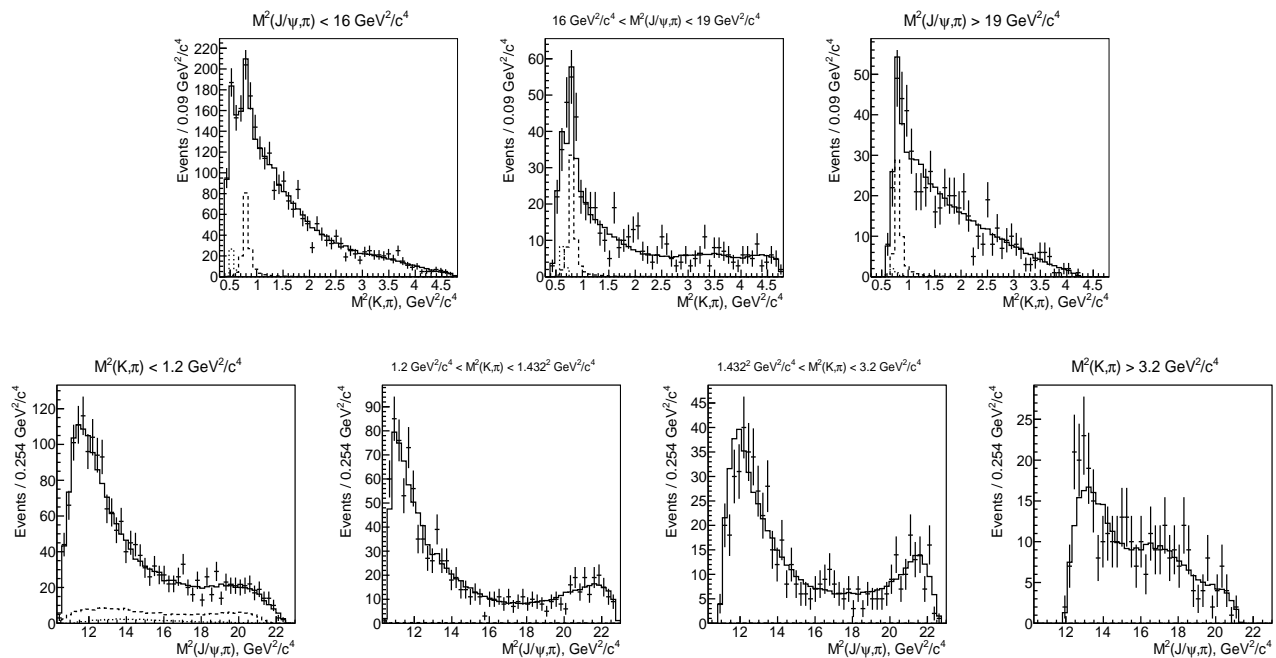 M²(J/ψ,π) < 16 GeV²/c⁴
Events / 0.09 GeV²/c⁴
220
200
180
160
140
120
100
80
60
40
20
0
0.5 1 1.5 2 2.5 3 3.5 4 4.5
M²(K,π), GeV²/c⁴
16 GeV²/c⁴ < M²(J/ψ,π) < 19 GeV²/c⁴
Events / 0.09 GeV²/c⁴
60
50
40
30
20
10
0
0.5 1 1.5 2 2.5 3 3.5 4 4.5
M²(K,π), GeV²/c⁴
M²(J/ψ,π) > 19 GeV²/c⁴
Events / 0.09 GeV²/c⁴
50
40
30
20
10
0
0.5 1 1.5 2 2.5 3 3.5 4 4.5
M²(K,π), GeV²/c⁴
M²(K,π) < 1.2 GeV²/c⁴
Events / 0.254 GeV²/c⁴
120
100
80
60
40
20
0
12 14 16 18 20 22
M²(J/ψ,π), GeV²/c⁴
1.2 GeV²/c⁴ < M²(K,π) < 1.432² GeV²/c⁴
Events / 0.254 GeV²/c⁴
90
80
70
60
50
40
30
20
10
0
12 14 16 18 20 22
M²(J/ψ,π), GeV²/c⁴
1.432² GeV²/c⁴ < M²(K,π) < 3.2 GeV²/c⁴
Events / 0.254 GeV²/c⁴
45
40
35
30
25
20
15
10
5
0
12 14 16 18 20 22
M²(J/ψ,π), GeV²/c⁴
M²(K,π) > 3.2 GeV²/c⁴
Events / 0.254 GeV²/c⁴
25
20
15
10
5
0
12 14 16 18 20 22
M²(J/ψ,π), GeV²/c⁴